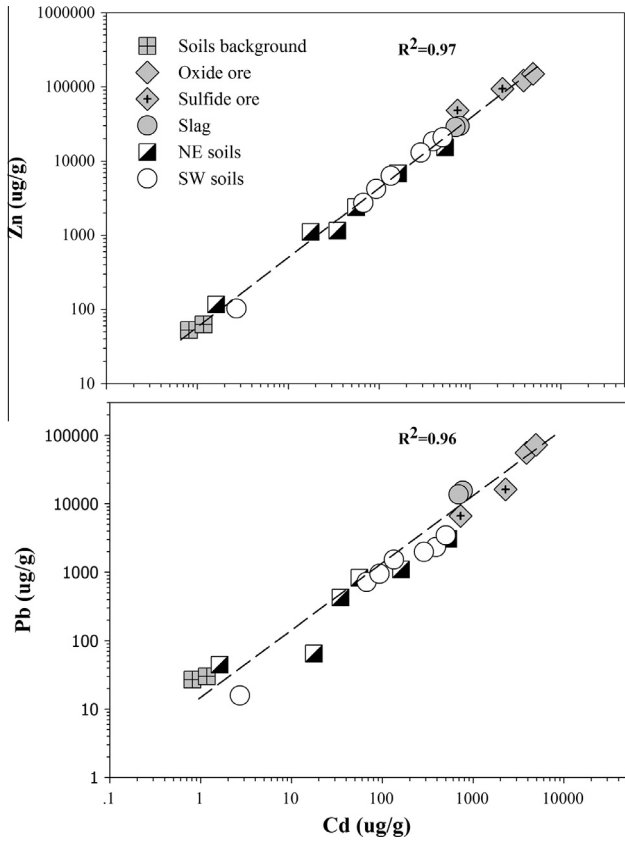 1000000
100000
10000
1000
100
10
Zn (ug/g)
Soils background
Oxide ore
Sulfide ore
Slag
NE soils
SW soils
R²=0.97
100000
10000
1000
100
10
1
Pb (ug/g)
R²=0.96
.1 1 10 100 1000 10000
Cd (ug/g)